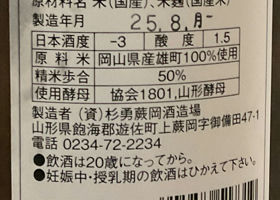 原材料名 米(国産)、米麹(国産米)
製造年月 25.8.月-
日本酒度 -3 酸度 1.5
原料米 岡山県産雄町100%使用
精米歩合 50%
使用酵母 協会1801,山形酵母
製造者 (資)杉勇蕨岡酒造場
山形県飽海郡遊佐町上蕨岡字御備田47-1
電話 0234-72-2234
●飲酒は20歳になってから。
●妊娠中・授乳期の飲酒はひかえて下さい。